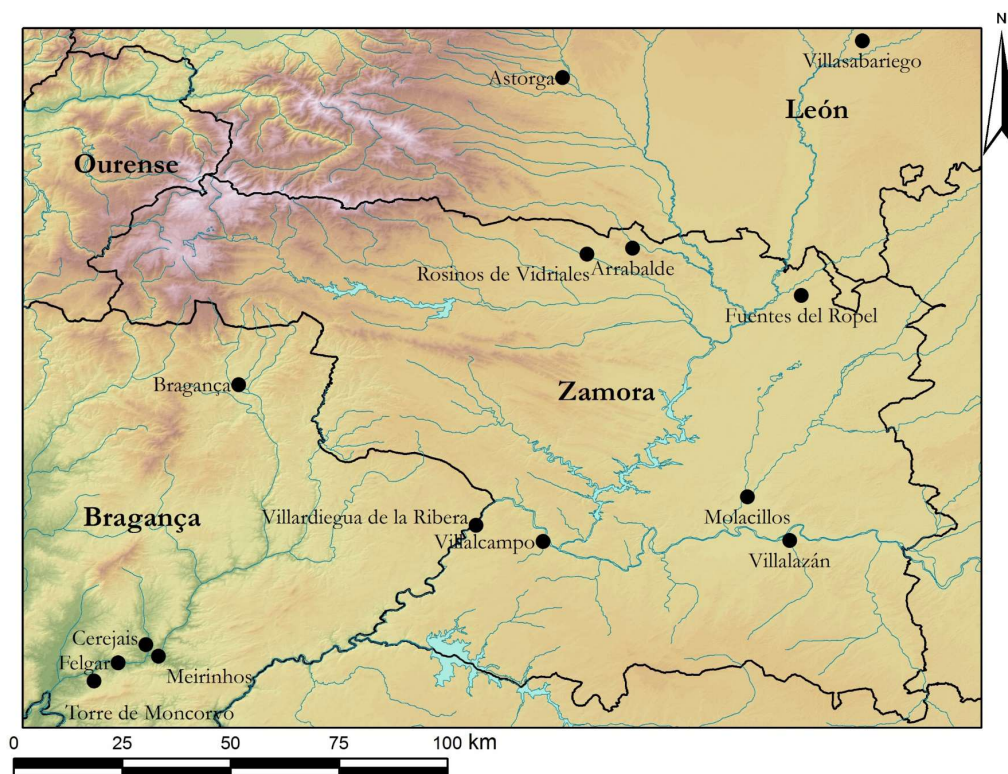 N
Villasabariego
Astorga
León
Ourense
Rosinos de Vidriales
Arrabalde
Fuentes del Ropel
Bragança
Zamora
Villardiegua de la Ribera
Molacillos
Bragança
Villalcampo
Villalazán
Cerejais
Felgar
Meirinhos
Torre de Moncorvo
0 25 50 75 100 km